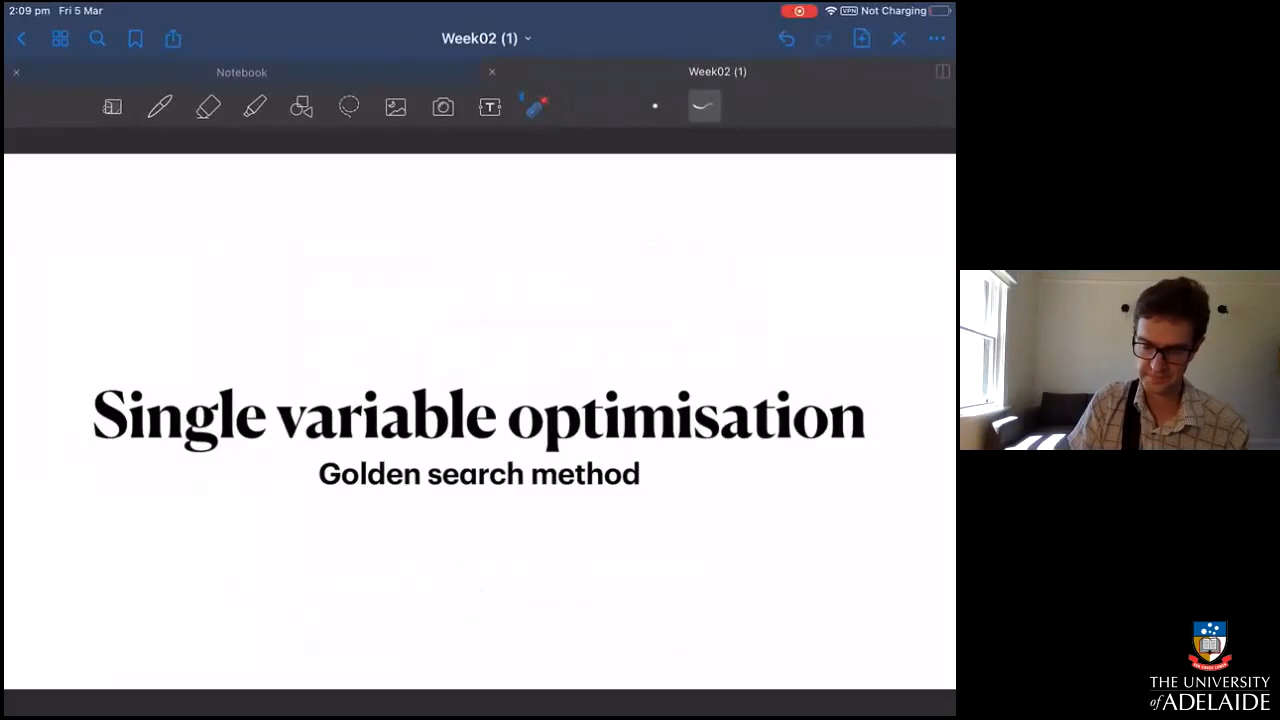 2:09 pm Fri 5 Mar
VPN Not Charging
Week02 (1)
Notebook
Week02 (1)
T
Single variable optimisation
Golden search method
THE UNIVERSITY
of ADELAIDE